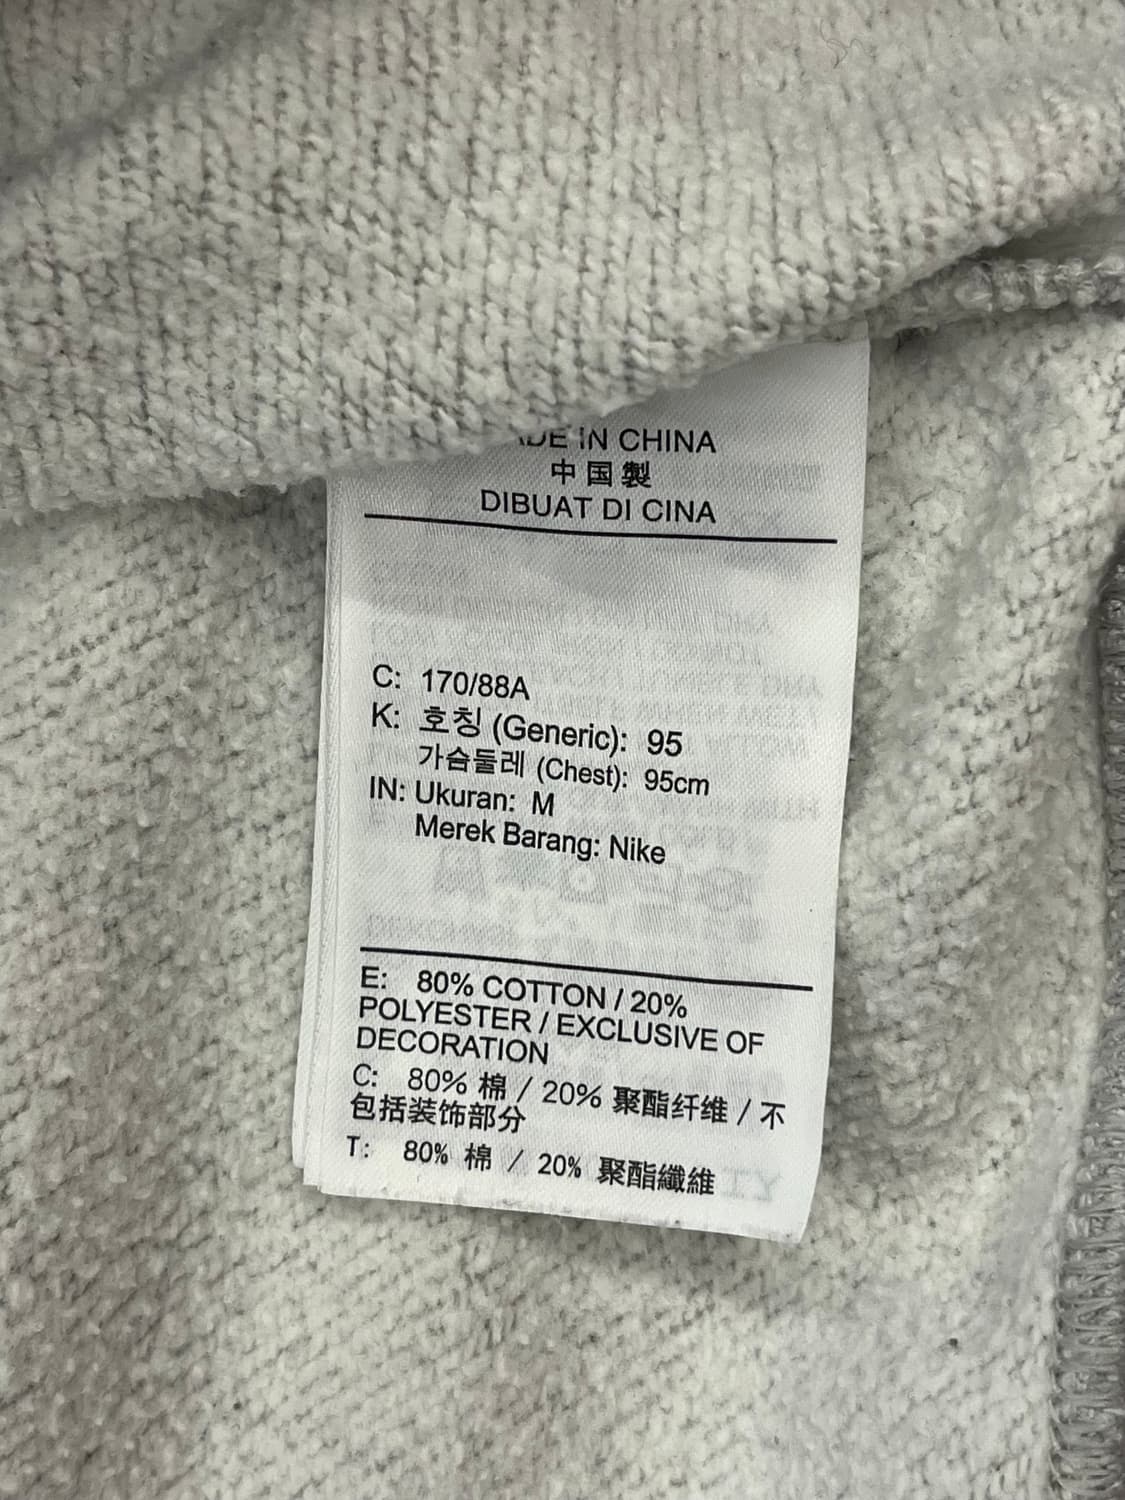 MADE IN CHINA
中国製
DIBUAT DI CINA
C: 170/88A
K: 호칭 (Generic): 95
가슴둘레 (Chest): 95cm
IN: Ukuran: M
Merek Barang: Nike
E: 80% COTTON / 20%
POLYESTER / EXCLUSIVE OF
DECORATION
C: 80% 棉 / 20% 聚酯纤维 / 不
包括装饰部分
T: 80% 棉 / 20% 聚酯纖維